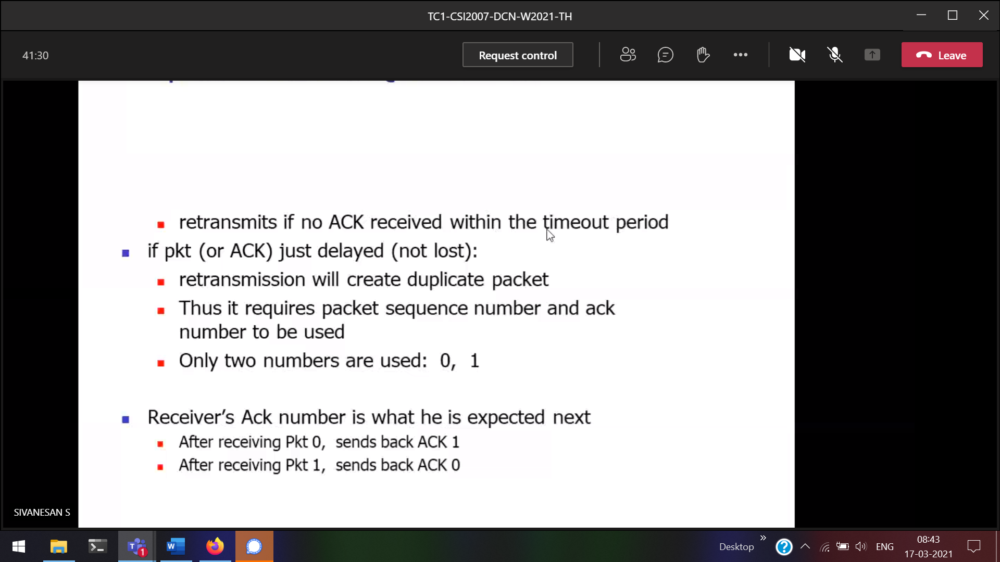 TC1-CSI2007-DCN-W2021-TH
41:30
Request control
Leave
retransmits if no ACK received within the timeout period
if pkt (or ACK) just delayed (not lost):
retransmission will create duplicate packet
Thus it requires packet sequence number and ack
number to be used
Only two numbers are used: 0, 1
Receiver's Ack number is what he is expected next
After receiving Pkt 0, sends back ACK 1
After receiving Pkt 1, sends back ACK 0
SIVANESAN S
T
1
W
Desktop
?
ENG
08:43
17-03-2021